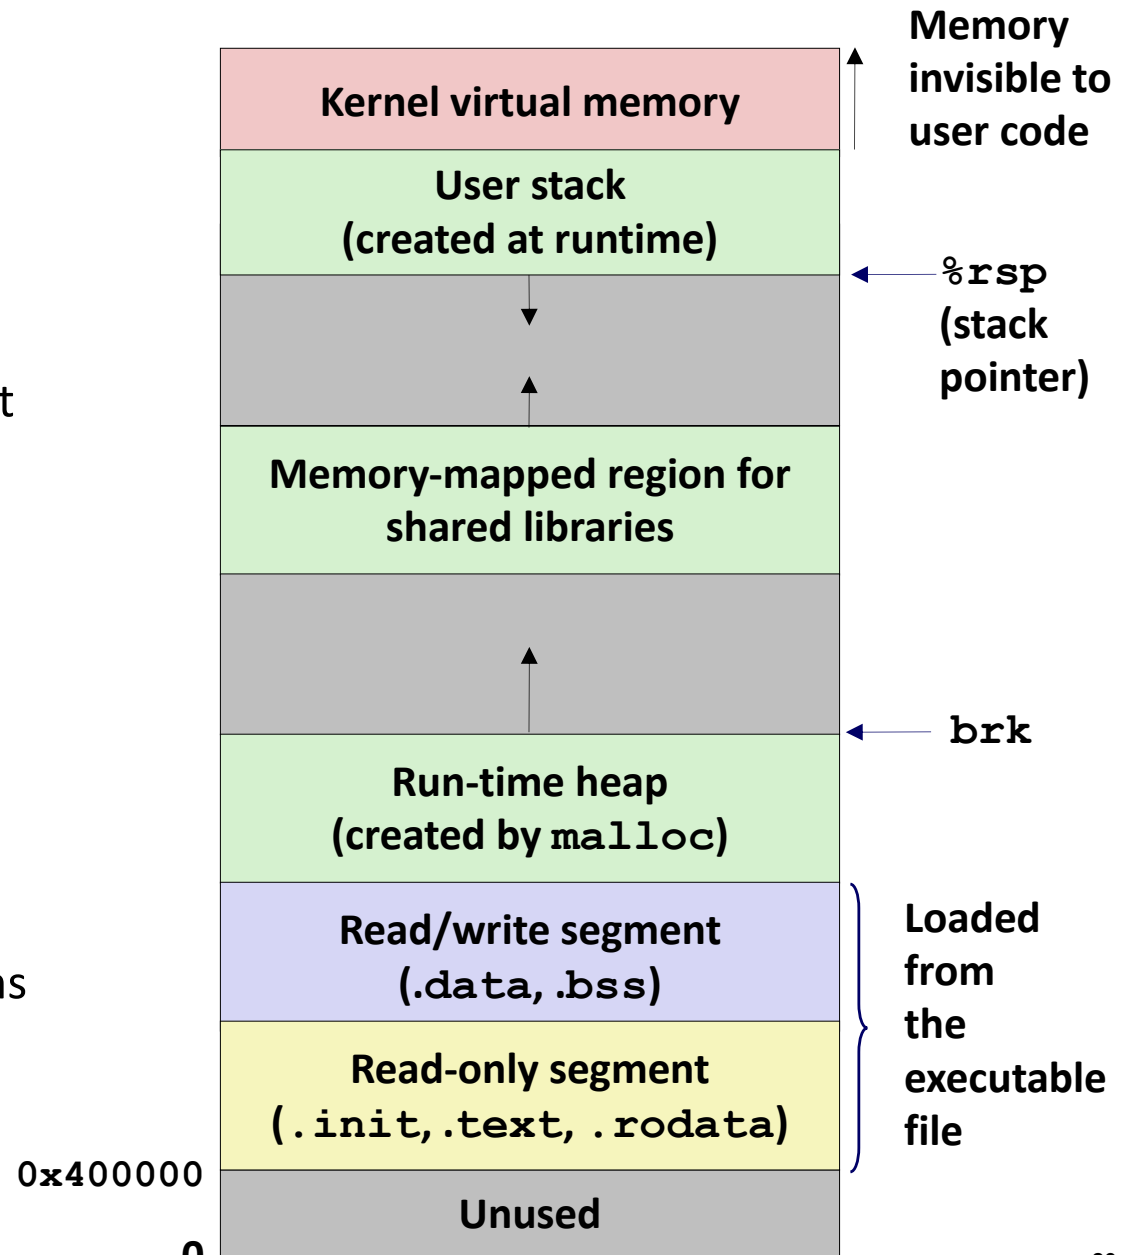 Memory
invisible to
user code
Kernel virtual memory
User stack
(created at runtime)
%rsp
(stack
pointer)
t
Memory-mapped region for
shared libraries
brk
Run-time heap
(created by malloc)
Loaded
from
the
executable
file
Read/write segment
(.data, .bss)
ns
Read-only segment
(.init, .text, .rodata)
0x400000
Unused
0